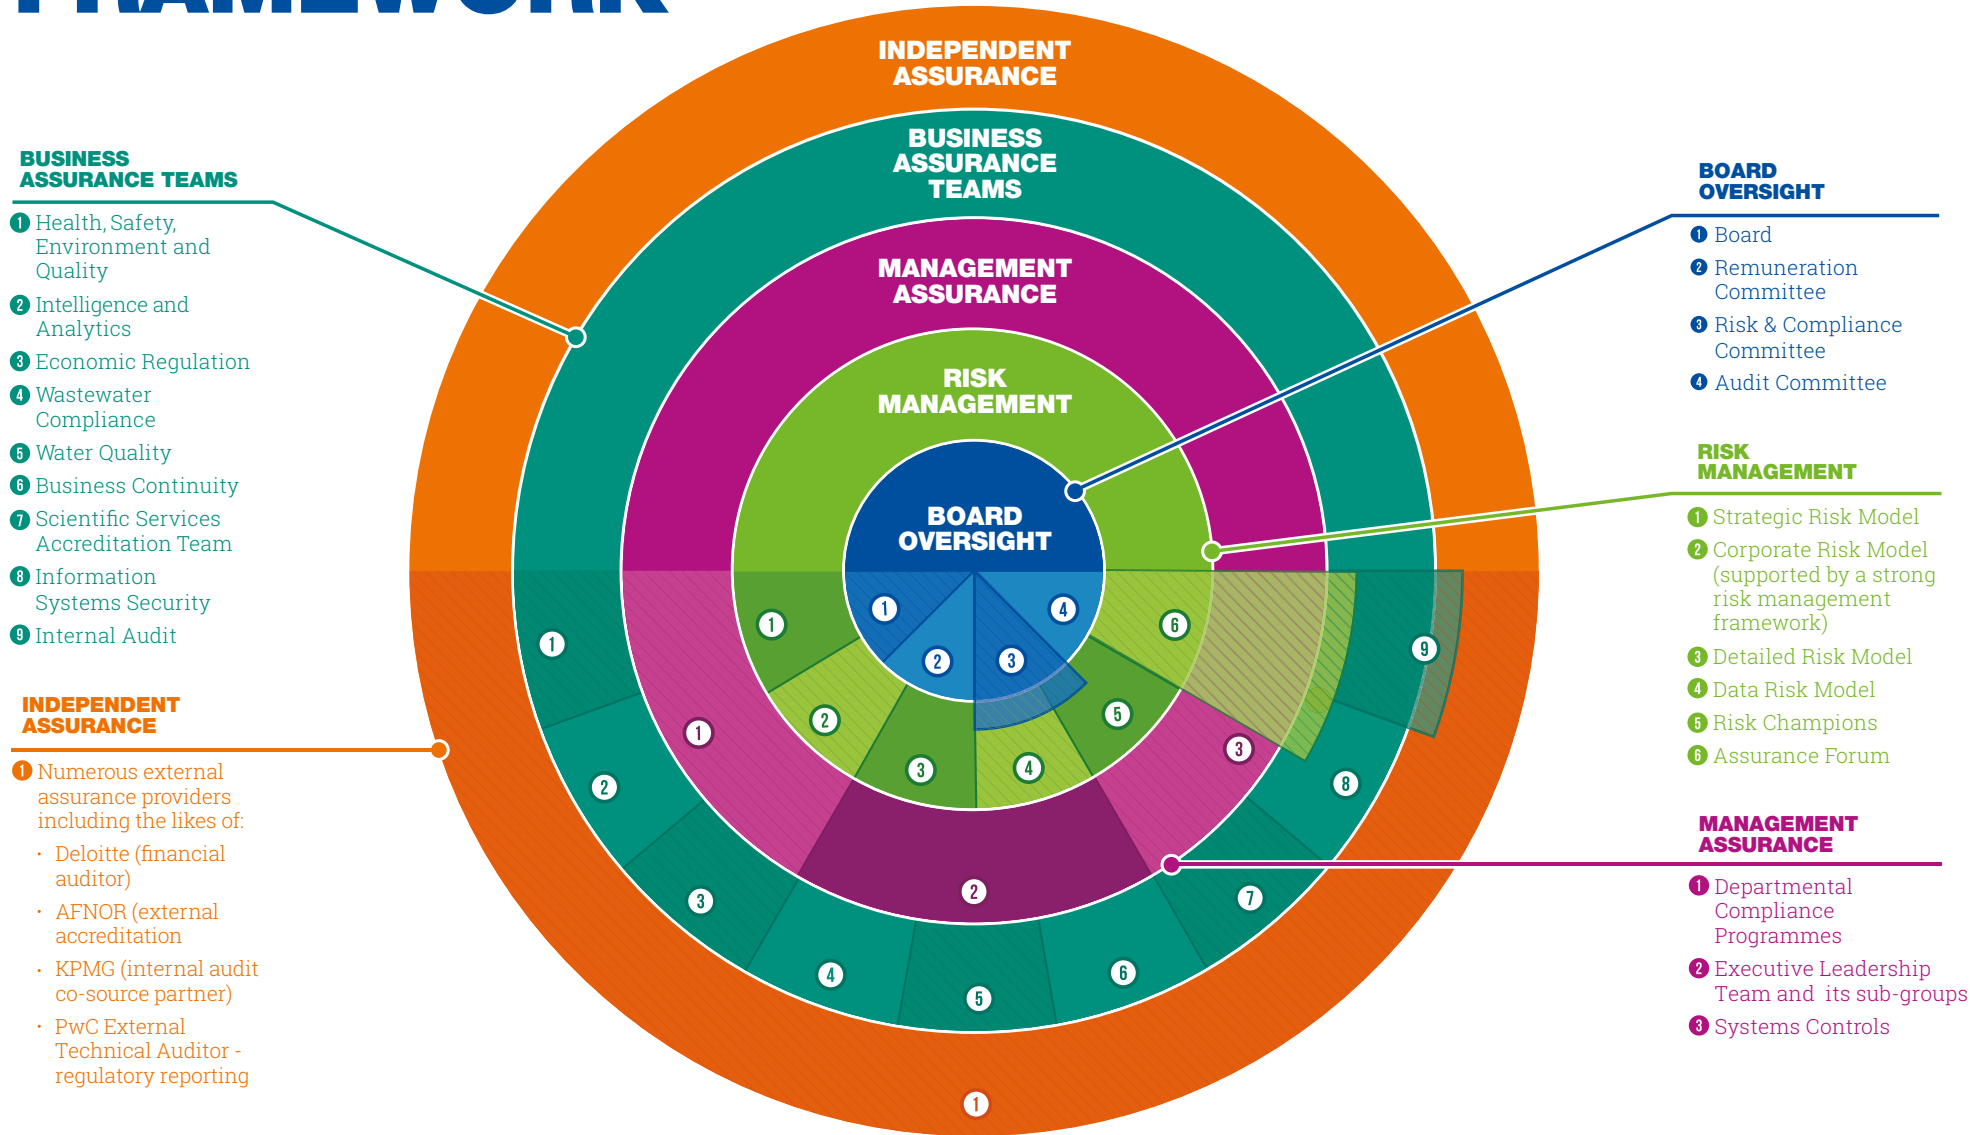 FRAMEWORK
INDEPENDENT
ASSURANCE
BUSINESS
ASSURANCE
TEAMS
MANAGEMENT
ASSURANCE
RISK
MANAGEMENT
BOARD
OVERSIGHT
BUSINESS
ASSURANCE TEAMS
1 Health, Safety,
Environment and
Quality
2 Intelligence and
Analytics
3 Economic Regulation
4 Wastewater
Compliance
5 Water Quality
6 Business Continuity
7 Scientific Services
Accreditation Team
8 Information
Systems Security
9 Internal Audit
INDEPENDENT
ASSURANCE
1 Numerous external
assurance providers
including the likes of:
· Deloitte (financial
auditor)
· AFNOR (external
accreditation
· KPMG (internal audit
co-source partner)
· PwC External
Technical Auditor -
regulatory reporting
BOARD
OVERSIGHT
1 Board
2 Remuneration
Committee
3 Risk & Compliance
Committee
4 Audit Committee
RISK
MANAGEMENT
1 Strategic Risk Model
2 Corporate Risk Model
(supported by a strong
risk management
framework)
3 Detailed Risk Model
4 Data Risk Model
5 Risk Champions
6 Assurance Forum
MANAGEMENT
ASSURANCE
1 Departmental
Compliance
Programmes
2 Executive Leadership
Team and its sub-groups
3 Systems Controls
1
2
3
4
1
2
3
4
5
6
1
2
3
1
2
3
4
5
6
7
8
9
1